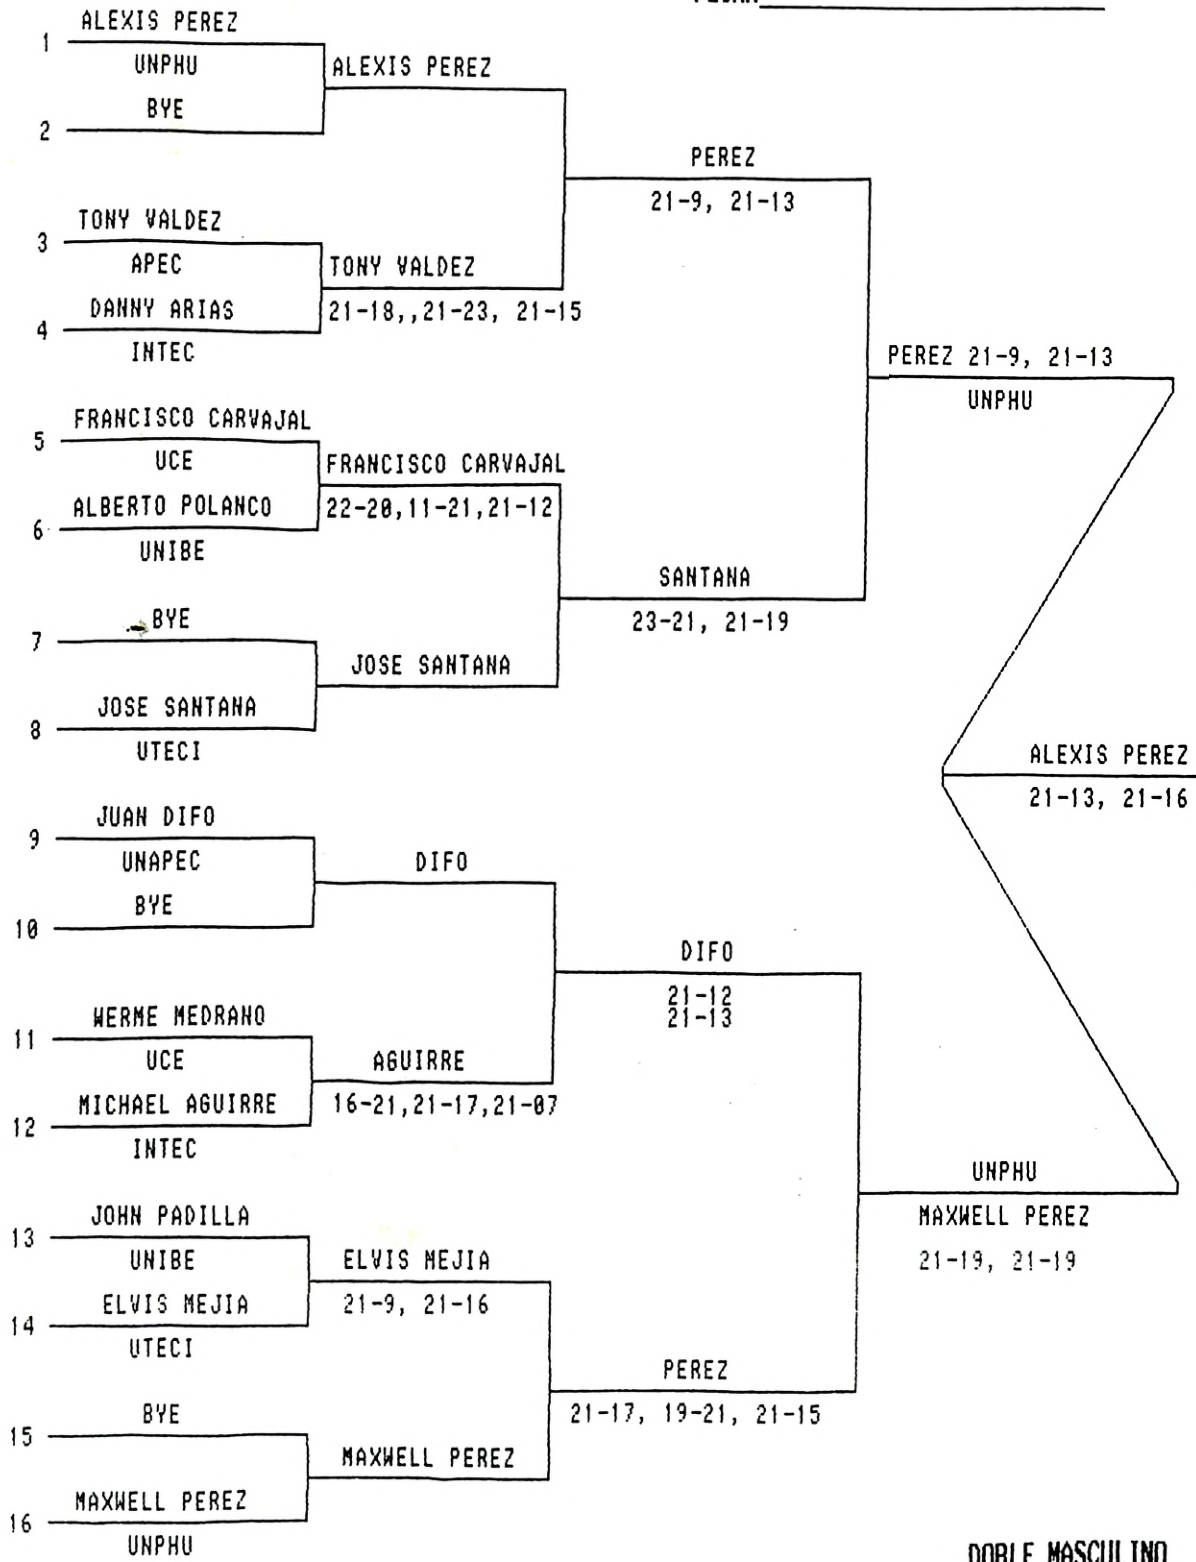 1 ALEXIS PEREZ
UNPHU
ALEXIS PEREZ
2 BYE
PEREZ
21-9, 21-13
3 TONY VALDEZ
APEC
TONY VALDEZ
21-18,,21-23, 21-15
4 DANNY ARIAS
INTEC
PEREZ 21-9, 21-13
UNPHU
5 FRANCISCO CARVAJAL
UCE
FRANCISCO CARVAJAL
22-20,11-21,21-12
6 ALBERTO POLANCO
UNIBE
SANTANA
23-21, 21-19
7 BYE
JOSE SANTANA
8 JOSE SANTANA
UTECI
ALEXIS PEREZ
21-13, 21-16
9 JUAN DIFO
UNAPEC
DIFO
10 BYE
DIFO
21-12
21-13
11 WERME MEDRANO
UCE
AGUIRRE
16-21,21-17,21-07
12 MICHAEL AGUIRRE
INTEC
UNPHU
MAXWELL PEREZ
21-19, 21-19
13 JOHN PADILLA
UNIBE
ELVIS MEJIA
21-9, 21-16
14 ELVIS MEJIA
UTECI
PEREZ
21-17, 19-21, 21-15
15 BYE
MAXWELL PEREZ
16 MAXWELL PEREZ
UNPHU
DOBLE MASCULINO